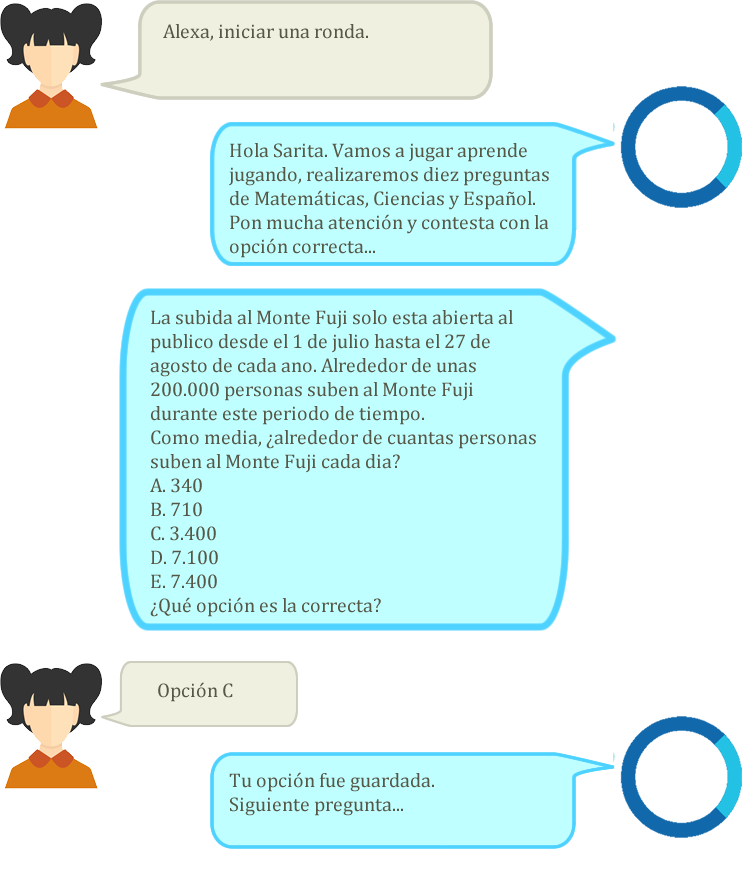 Alexa, iniciar una ronda.
Hola Sarita. Vamos a jugar aprende
jugando, realizaremos diez preguntas
de Matemáticas, Ciencias y Español.
Pon mucha atención y contesta con la
opción correcta...
La subida al Monte Fuji solo esta abierta al
publico desde el 1 de julio hasta el 27 de
agosto de cada ano. Alrededor de unas
200.000 personas suben al Monte Fuji
durante este periodo de tiempo.
Como media, ¿alrededor de cuantas personas
suben al Monte Fuji cada dia?
A. 340
B. 710
C. 3.400
D. 7.100
E. 7.400
¿Qué opción es la correcta?
Opción C
Tu opción fue guardada.
Siguiente pregunta...